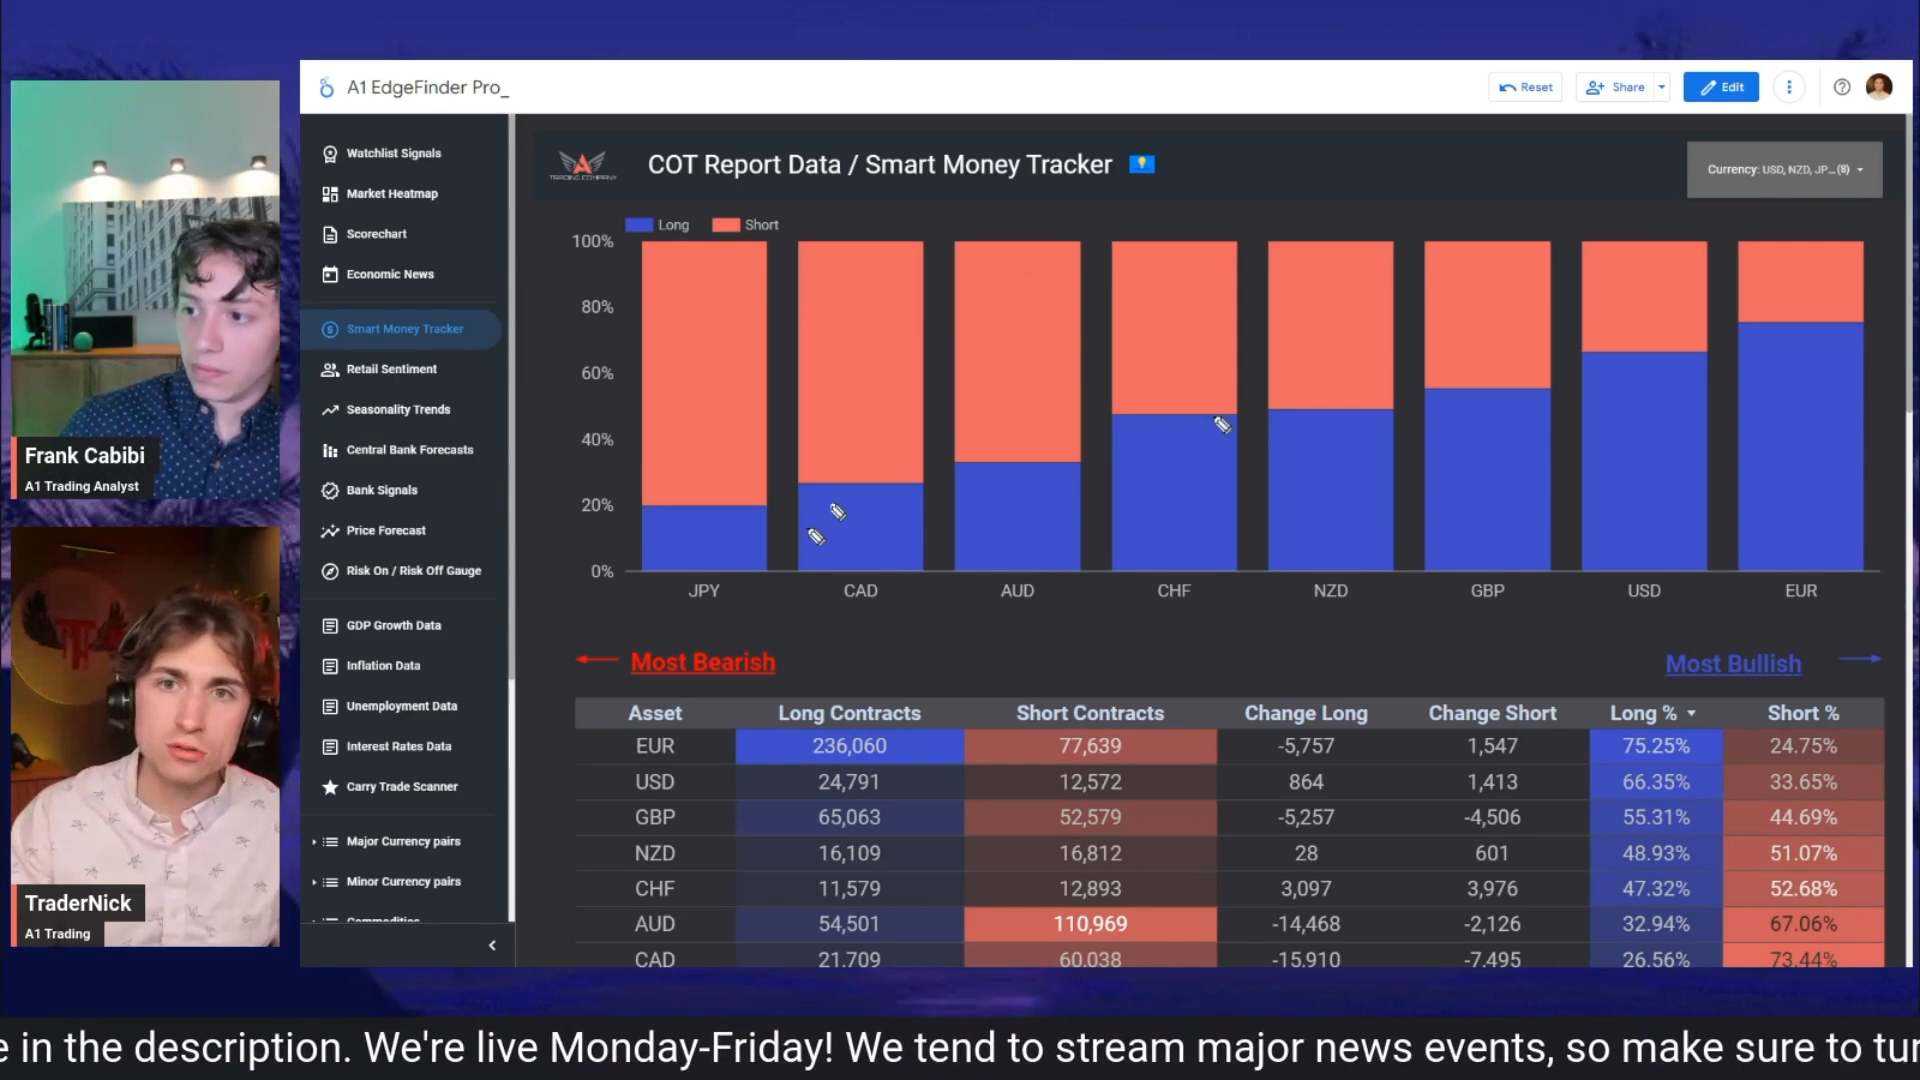 A1 EdgeFinder Pro_
Reset
Share
Edit
Watchlist Signals
Market Heatmap
Scorechart
Economic News
Smart Money Tracker
Retail Sentiment
Seasonality Trends
Central Bank Forecasts
Bank Signals
Price Forecast
Risk On / Risk Off Gauge
GDP Growth Data
Inflation Data
Unemployment Data
Interest Rates Data
Carry Trade Scanner
Major Currency pairs
Minor Currency pairs
Commodities
Frank Cabibi
A1 Trading Analyst
TraderNick
A1 Trading
TRADING COMPANY
COT Report Data / Smart Money Tracker
Currency: USD, NZD, JP... (8)
Long Short
100%
80%
60%
40%
20%
0%
JPY CAD AUD CHF NZD GBP USD EUR
Most Bearish Most Bullish
Asset Long Contracts Short Contracts Change Long Change Short Long % Short %
EUR 236,060 77,639 -5,757 1,547 75.25% 24.75%
USD 24,791 12,572 864 1,413 66.35% 33.65%
GBP 65,063 52,579 -5,257 -4,506 55.31% 44.69%
NZD 16,109 16,812 28 601 48.93% 51.07%
CHF 11,579 12,893 3,097 3,976 47.32% 52.68%
AUD 54,501 110,969 -14,468 -2,126 32.94% 67.06%
CAD 21,709 60,038 -15,910 -7,495 26.56% 73.44%
e in the description. We're live Monday-Friday! We tend to stream major news events, so make sure to tur